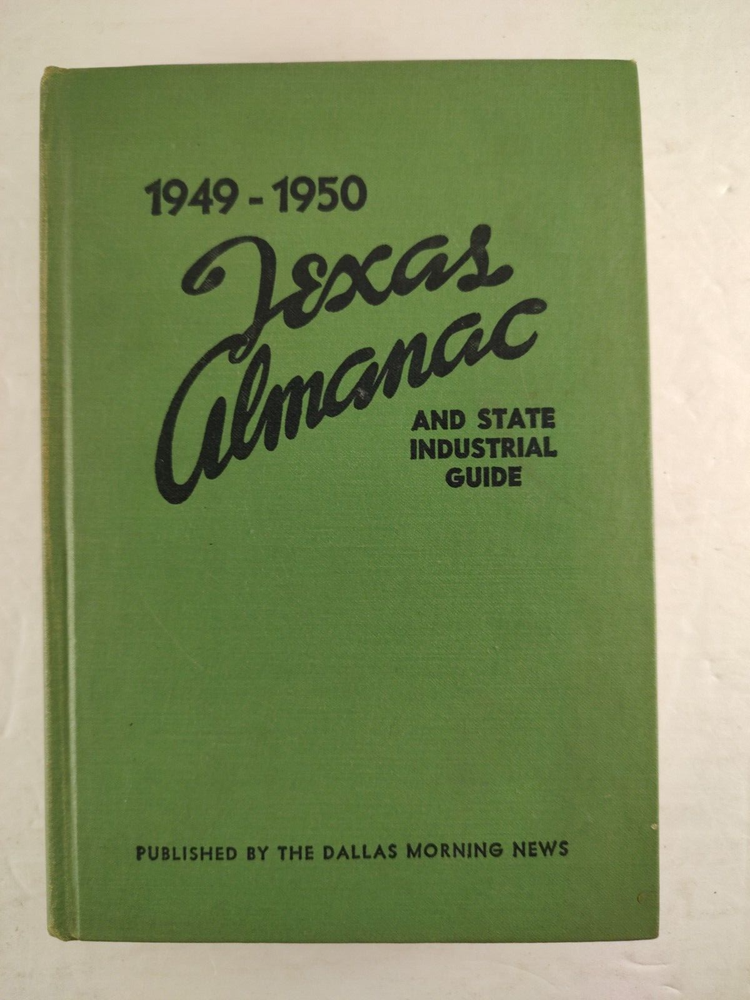 1949 - 1950
Texas
Almanac
AND STATE
INDUSTRIAL
GUIDE
PUBLISHED BY THE DALLAS MORNING NEWS